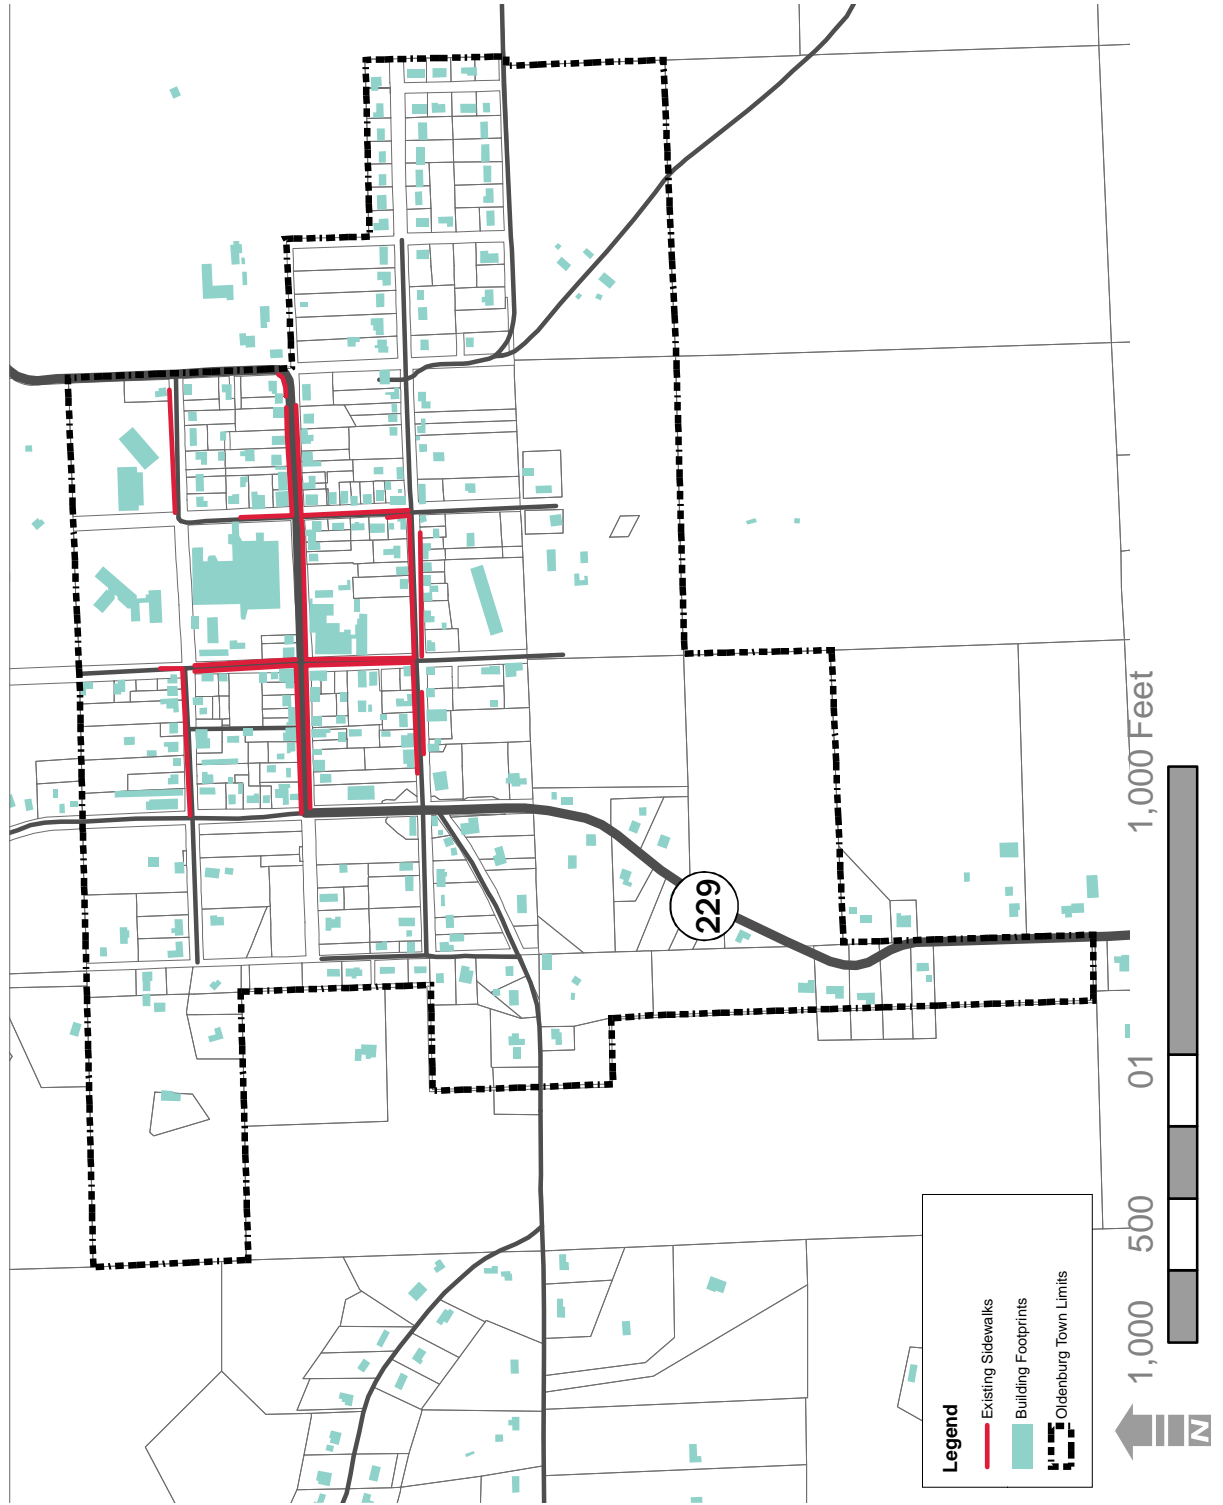 229
Legend
Existing Sidewalks
Building Footprints
Oldenburg Town Limits
1,000 500 01 1,000 Feet
N